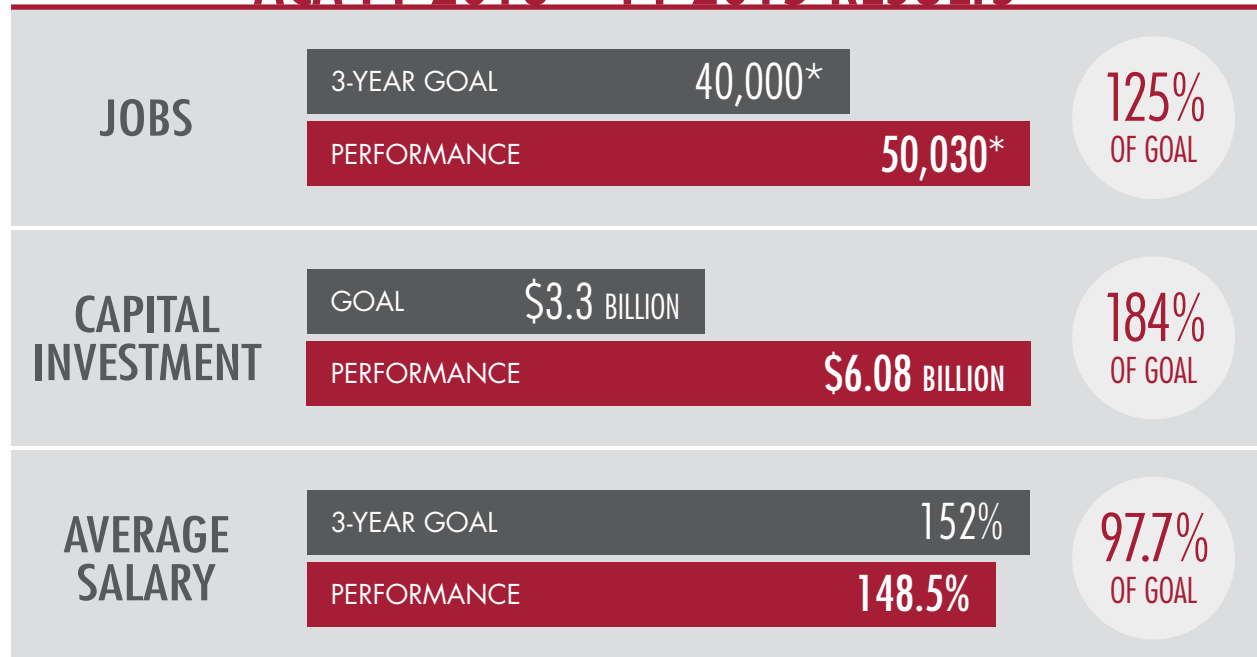 JOBS
3-YEAR GOAL 40,000*
PERFORMANCE 50,030*
125%
OF GOAL
CAPITAL
INVESTMENT
GOAL $3.3 BILLION
PERFORMANCE $6.08 BILLION
184%
OF GOAL
AVERAGE
SALARY
3-YEAR GOAL 152%
PERFORMANCE 148.5%
97.7%
OF GOAL